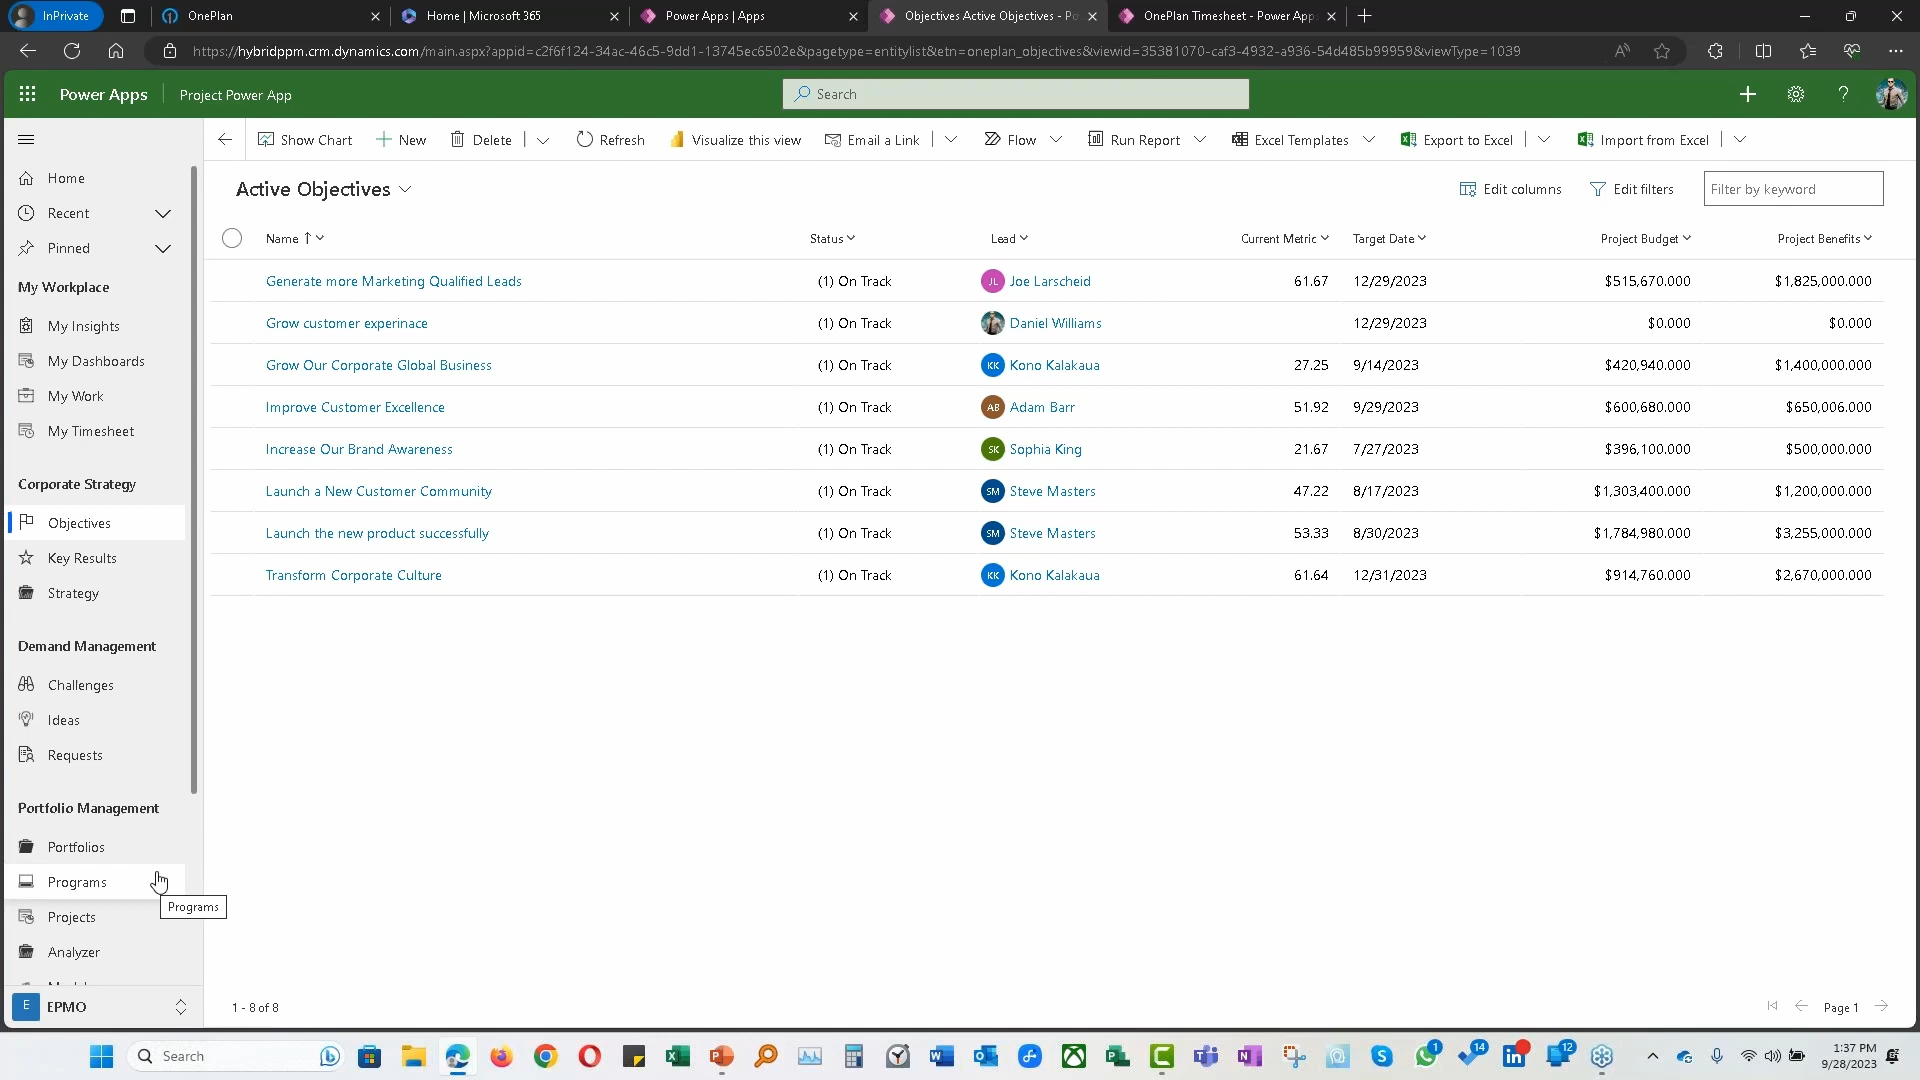 InPrivate
OnePlan
Home | Microsoft 365
Power Apps | Apps
Objectives Active Objectives - Po
OnePlan Timesheet - Power App
https://hybridppm.crm.dynamics.com/main.aspx?appid=c2f6f124-34ac-46c5-9dd1-13745ec6502e&pagetype=entitylist&etn=oneplan_objectives&viewid=35381070-caf3-4932-a936-54d485b99959&viewType=1039
Power Apps
Project Power App
Search
Show Chart
New
Delete
Refresh
Visualize this view
Email a Link
Flow
Run Report
Excel Templates
Export to Excel
Import from Excel
Home
Recent
Pinned
My Workplace
My Insights
My Dashboards
My Work
My Timesheet
Corporate Strategy
Objectives
Key Results
Strategy
Demand Management
Challenges
Ideas
Requests
Portfolio Management
Portfolios
Programs
Programs
Projects
Analyzer
E EPMO
Active Objectives
Edit columns
Edit filters
Filter by keyword
Name Status Lead Current Metric Target Date Project Budget Project Benefits
Generate more Marketing Qualified Leads (1) On Track JL Joe Larscheid 61.67 12/29/2023 $515,670.000 $1,825,000.000
Grow customer experinace (1) On Track Daniel Williams 12/29/2023 $0.000 $0.000
Grow Our Corporate Global Business (1) On Track KK Kono Kalakaua 27.25 9/14/2023 $420,940.000 $1,400,000.000
Improve Customer Excellence (1) On Track AB Adam Barr 51.92 9/29/2023 $600,680.000 $650,006.000
Increase Our Brand Awareness (1) On Track SK Sophia King 21.67 7/27/2023 $396,100.000 $500,000.000
Launch a New Customer Community (1) On Track SM Steve Masters 47.22 8/17/2023 $1,303,400.000 $1,200,000.000
Launch the new product successfully (1) On Track SM Steve Masters 53.33 8/30/2023 $1,784,980.000 $3,255,000.000
Transform Corporate Culture (1) On Track KK Kono Kalakaua 61.64 12/31/2023 $914,760.000 $2,670,000.000
1 - 8 of 8
Page 1
Search
1
14
12
1:37 PM
9/28/2023